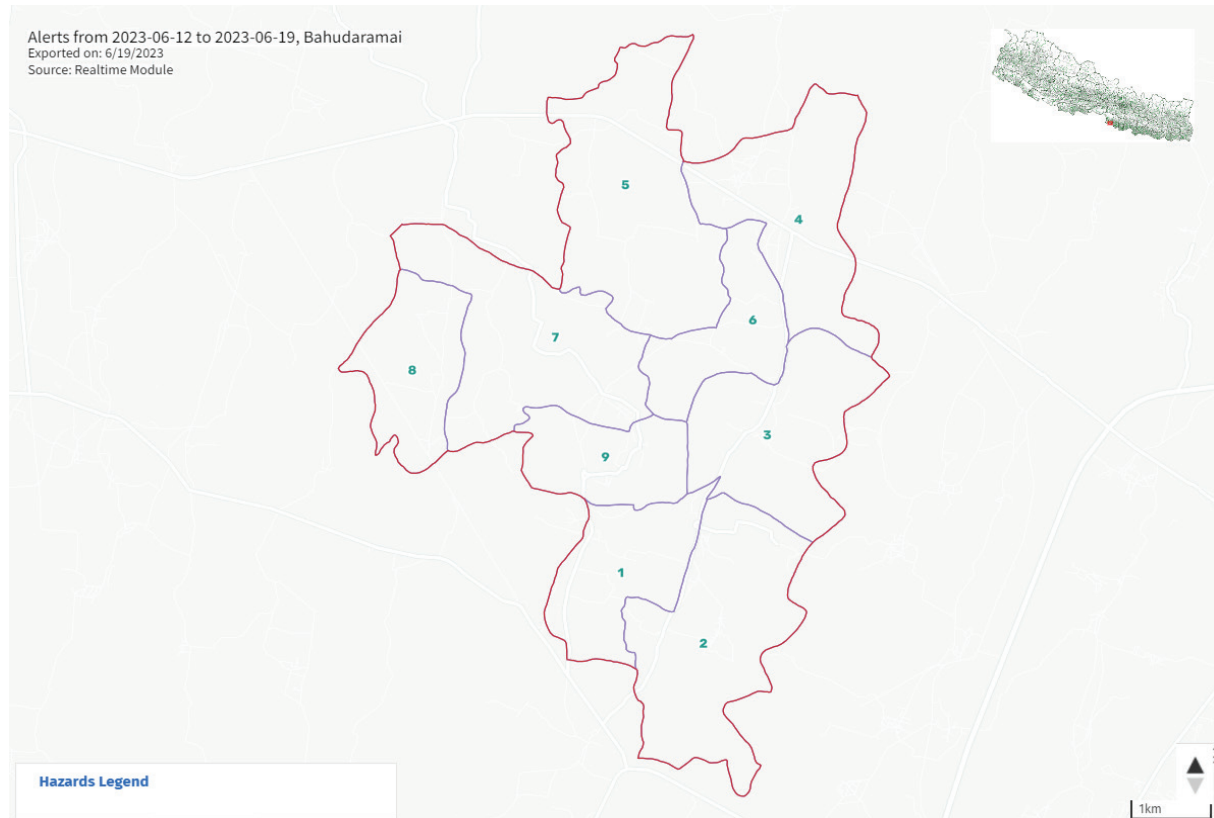 Alerts from 2023-06-12 to 2023-06-19, Bahudaramai
Exported on: 6/19/2023
Source: Realtime Module
5
4
6
7
8
3
9
1
2
Hazards Legend
1km